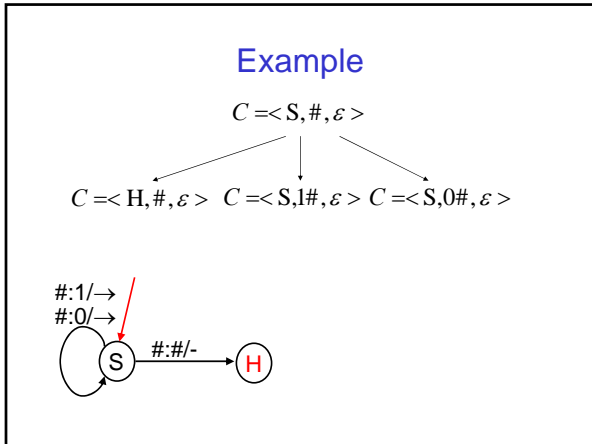 Example
C =< S, #, ε >
C =< H, #, ε > C =< S,1#, ε > C =< S,0#, ε >
#:1/→
#:0/→
S #:#/- H